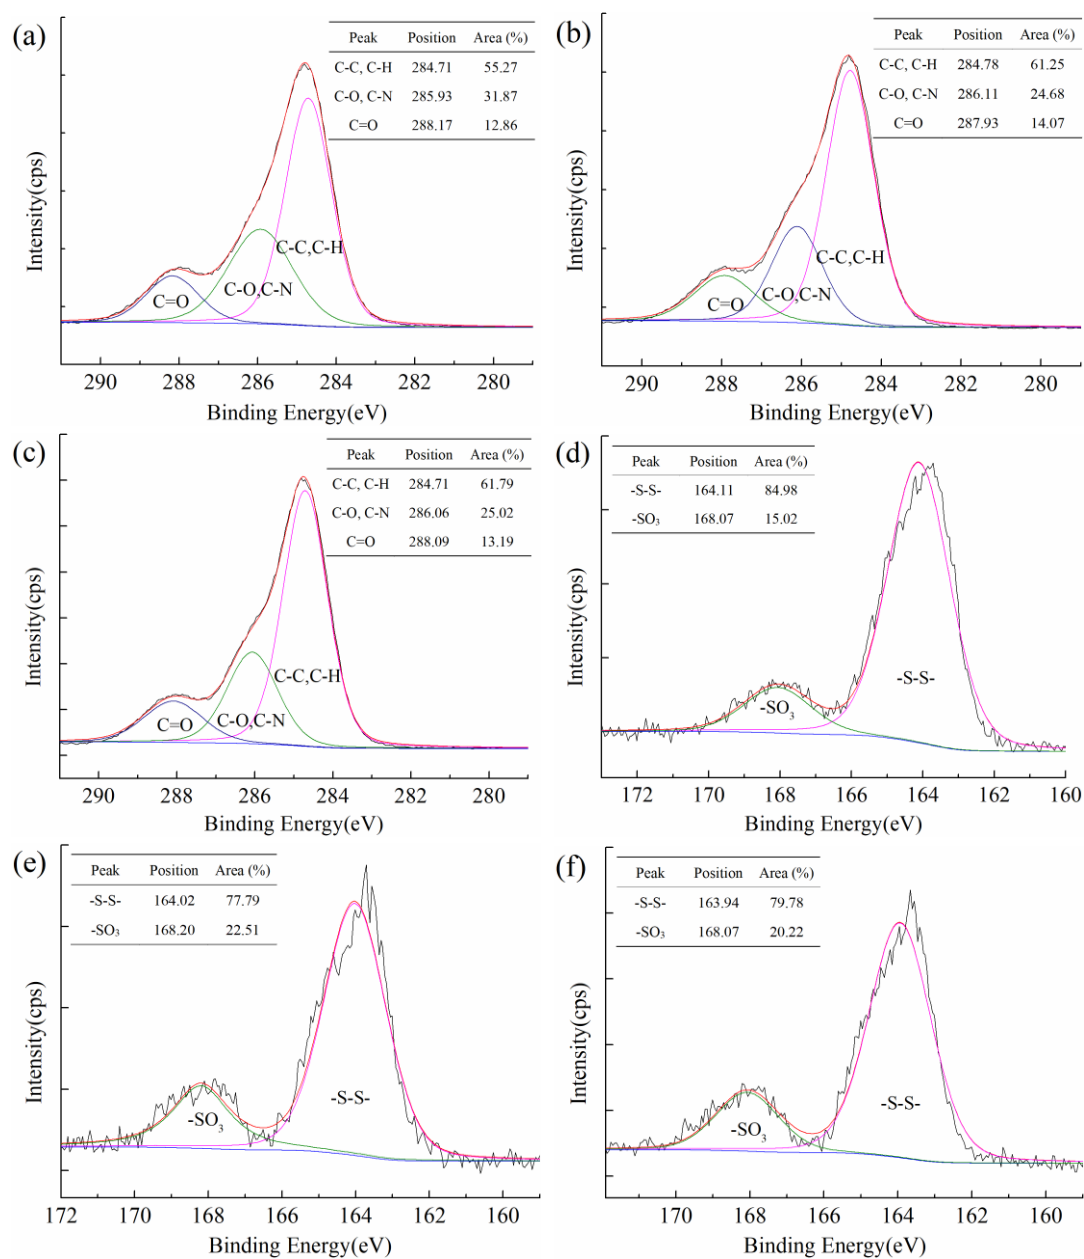 (a)
Peak Position Area (%)
C-C, C-H 284.71 55.27
C-O, C-N 285.93 31.87
C=O 288.17 12.86
C-C,C-H
C-O,C-N
C=O
Intensity(cps)
290 288 286 284 282 280
Binding Energy(eV)
(b)
Peak Position Area (%)
C-C, C-H 284.78 61.25
C-O, C-N 286.11 24.68
C=O 287.93 14.07
C-C,C-H
C-O,C-N
C=O
Intensity(cps)
290 288 286 284 282 280
Binding Energy(eV)
(c)
Peak Position Area (%)
C-C, C-H 284.71 61.79
C-O, C-N 286.06 25.02
C=O 288.09 13.19
C-C,C-H
C-O,C-N
C=O
Intensity(cps)
290 288 286 284 282 280
Binding Energy(eV)
(d)
Peak Position Area (%)
-S-S- 164.11 84.98
-SO₃ 168.07 15.02
-S-S-
-SO₃
Intensity(cps)
172 170 168 166 164 162 160
Binding Energy(eV)
(e)
Peak Position Area (%)
-S-S- 164.02 77.79
-SO₃ 168.20 22.51
-S-S-
-SO₃
Intensity(cps)
172 170 168 166 164 162 160
Binding Energy(eV)
(f)
Peak Position Area (%)
-S-S- 163.94 79.78
-SO₃ 168.07 20.22
-S-S-
-SO₃
Intensity(cps)
170 168 166 164 162 160
Binding Energy(eV)